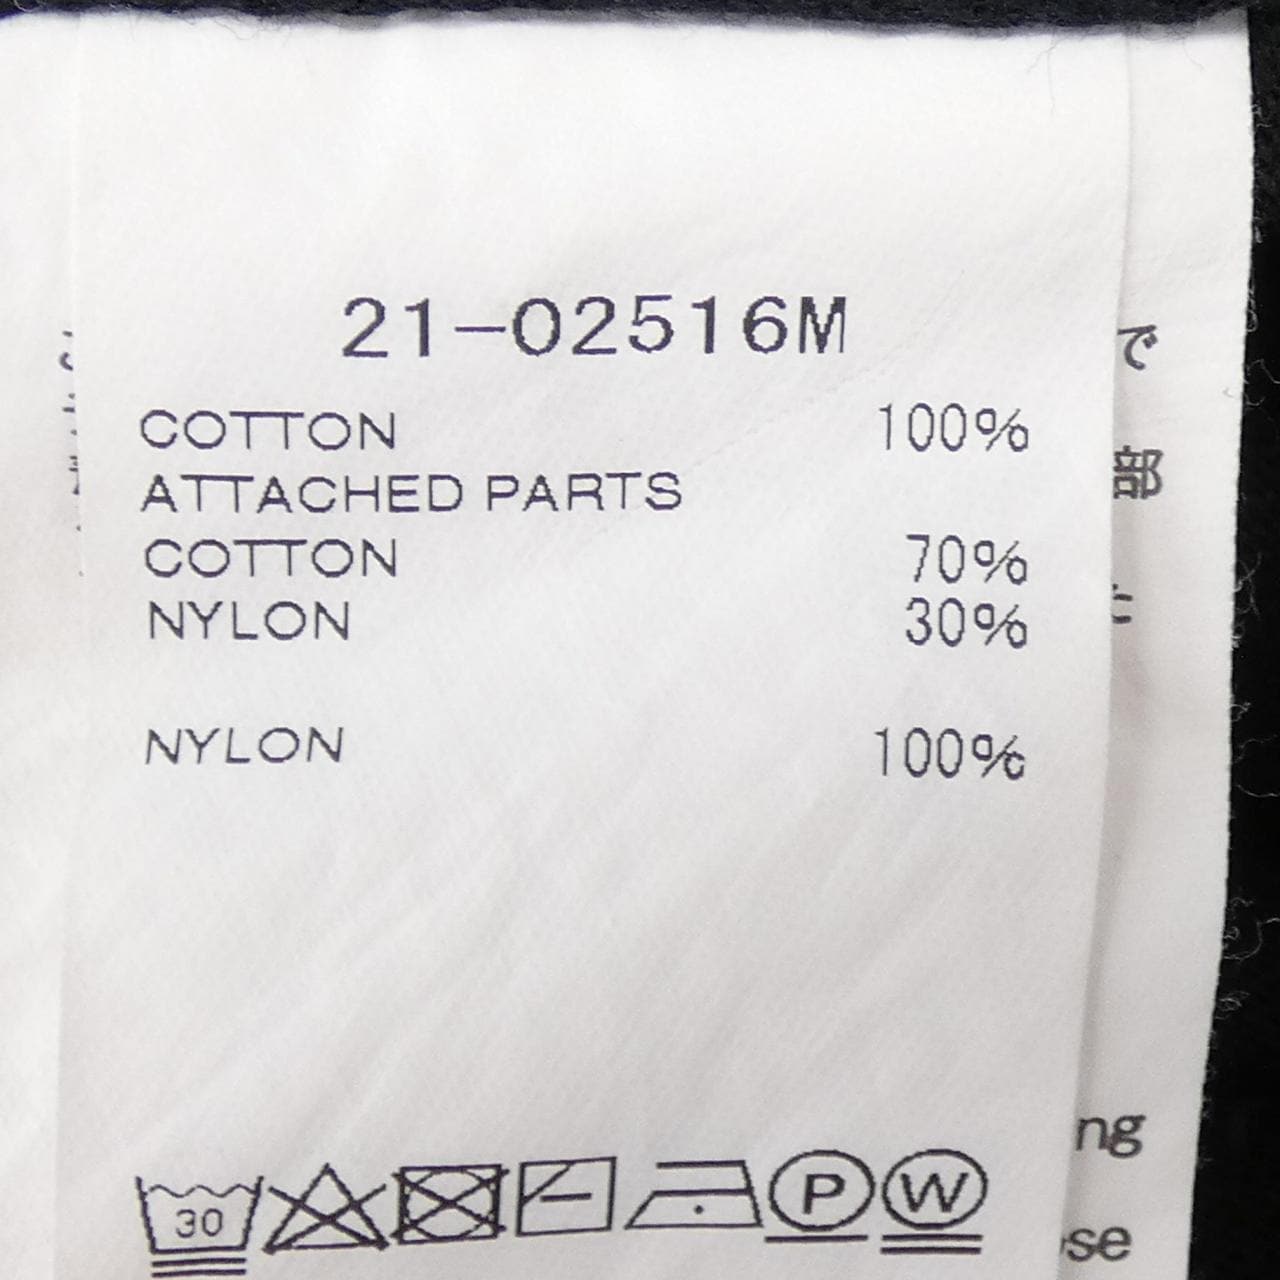 21-02516M
COTTON 100%
ATTACHED PARTS
COTTON 70%
NYLON 30%
NYLON 100%
30
P W
で
部
ng
se